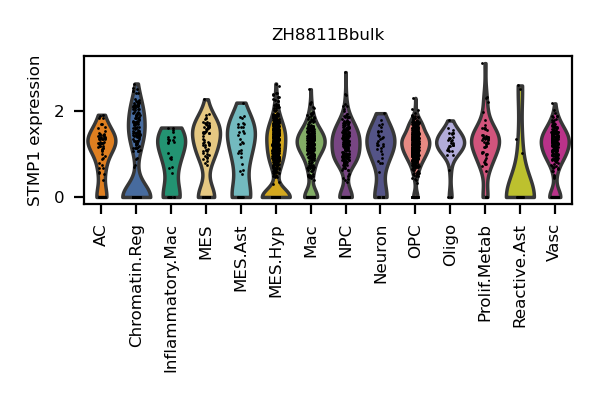 ZH8811Bbulk
STMP1 expression
2
0
AC
Chromatin.Reg
Inflammatory.Mac
MES
MES.Ast
MES.Hyp
Mac
NPC
Neuron
OPC
Oligo
Prolif.Metab
Reactive.Ast
Vasc